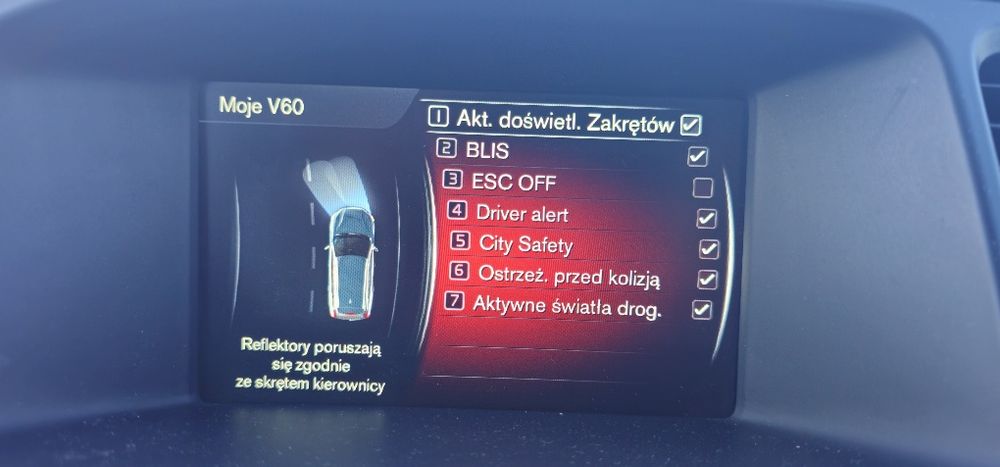 Moje V60
1 Akt. doświetl. Zakrętów
2 BLIS
3 ESC OFF
4 Driver alert
5 City Safety
6 Ostrzeż. przed kolizją
7 Aktywne światła drog.
Reflektory poruszają
się zgodnie
ze skrętem kierownicy